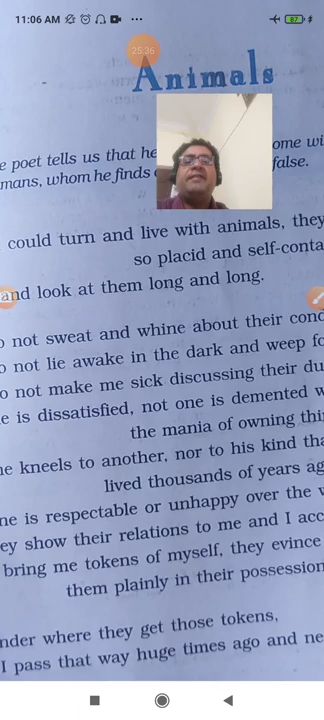 11:06 AM
87
25:36
Animals
e poet tells us that he ome wi
mans, whom he finds false.
could turn and live with animals, they
so placid and self-conta
and look at them long and long.
o not sweat and whine about their cond
o not lie awake in the dark and weep fo
o not make me sick discussing their du
e is dissatisfied, not one is demented w
the mania of owning thi
ne kneels to another, nor to his kind tha
lived thousands of years ag
ne is respectable or unhappy over the w
ey show their relations to me and I acc
bring me tokens of myself, they evince
them plainly in their possession
nder where they get those tokens,
I pass that way huge times ago and ne